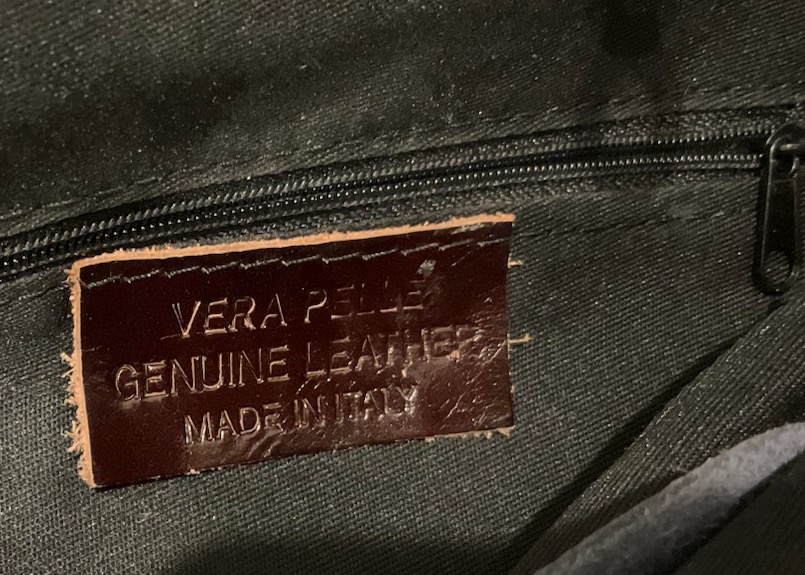 VERA PELLE
GENUINE LEATHER
MADE IN ITALY